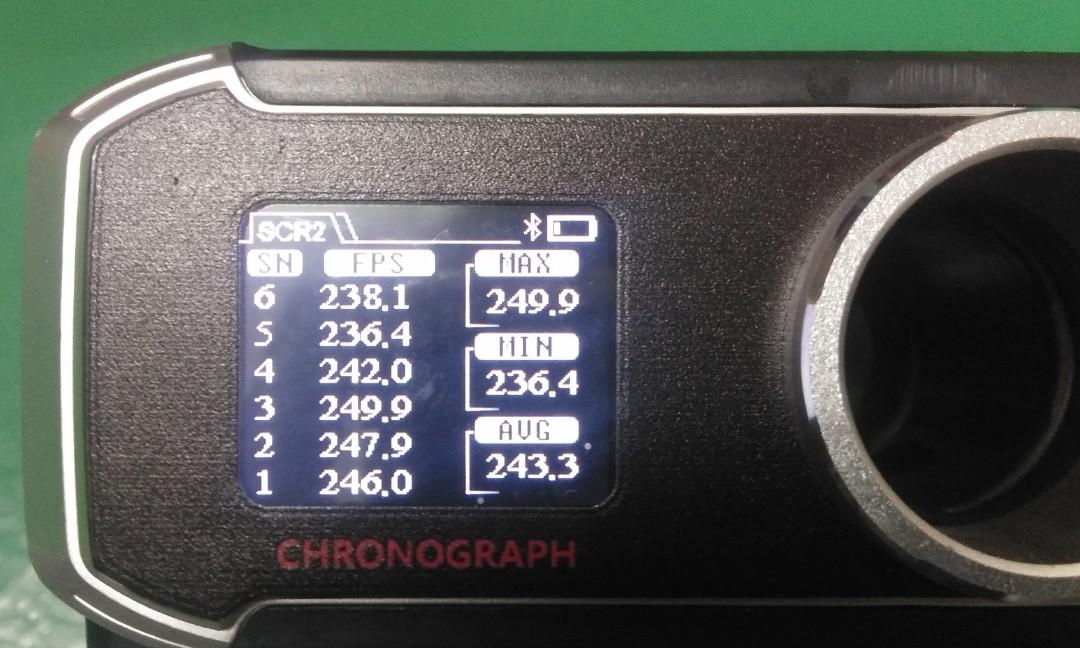 SCR2
SN FPS MAX
6 238.1 249.9
5 236.4 MIN
4 242.0 236.4
3 249.9 AVG
2 247.9 243.3
1 246.0
CHRONOGRAPH